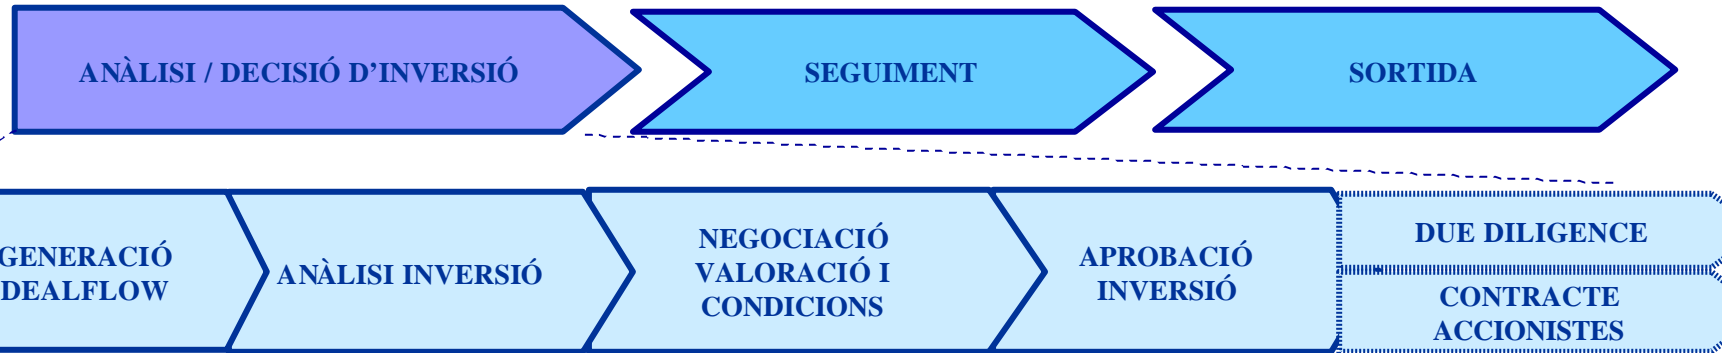 ANÀLISI / DECISIÓ D’INVERSIÓ
SEGUIMENT
SORTIDA
GENERACIÓ
DEALFLOW
ANÀLISI INVERSIÓ
NEGOCIACIÓ
VALORACIÓ I
CONDICIONS
APROBACIÓ
INVERSIÓ
DUE DILIGENCE
CONTRACTE
ACCIONISTES